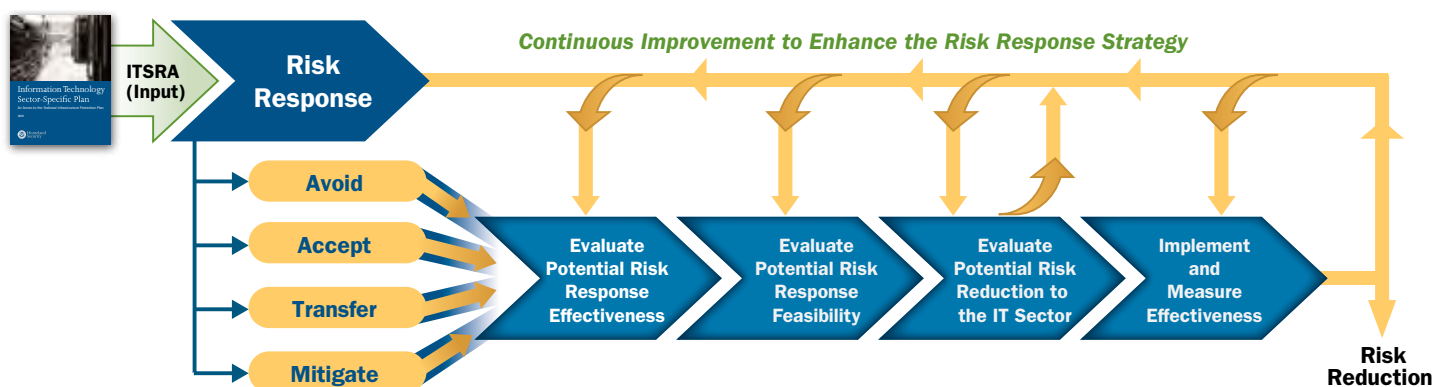 Information Technology
Sector-Specific Plan
Homeland
Security
ITSRA
(Input)
Risk
Response
Continuous Improvement to Enhance the Risk Response Strategy
Avoid
Accept
Transfer
Mitigate
Evaluate
Potential Risk
Response
Effectiveness
Evaluate
Potential Risk
Response
Feasibility
Evaluate
Potential Risk
Reduction to
the IT Sector
Implement
and
Measure
Effectiveness
Risk
Reduction